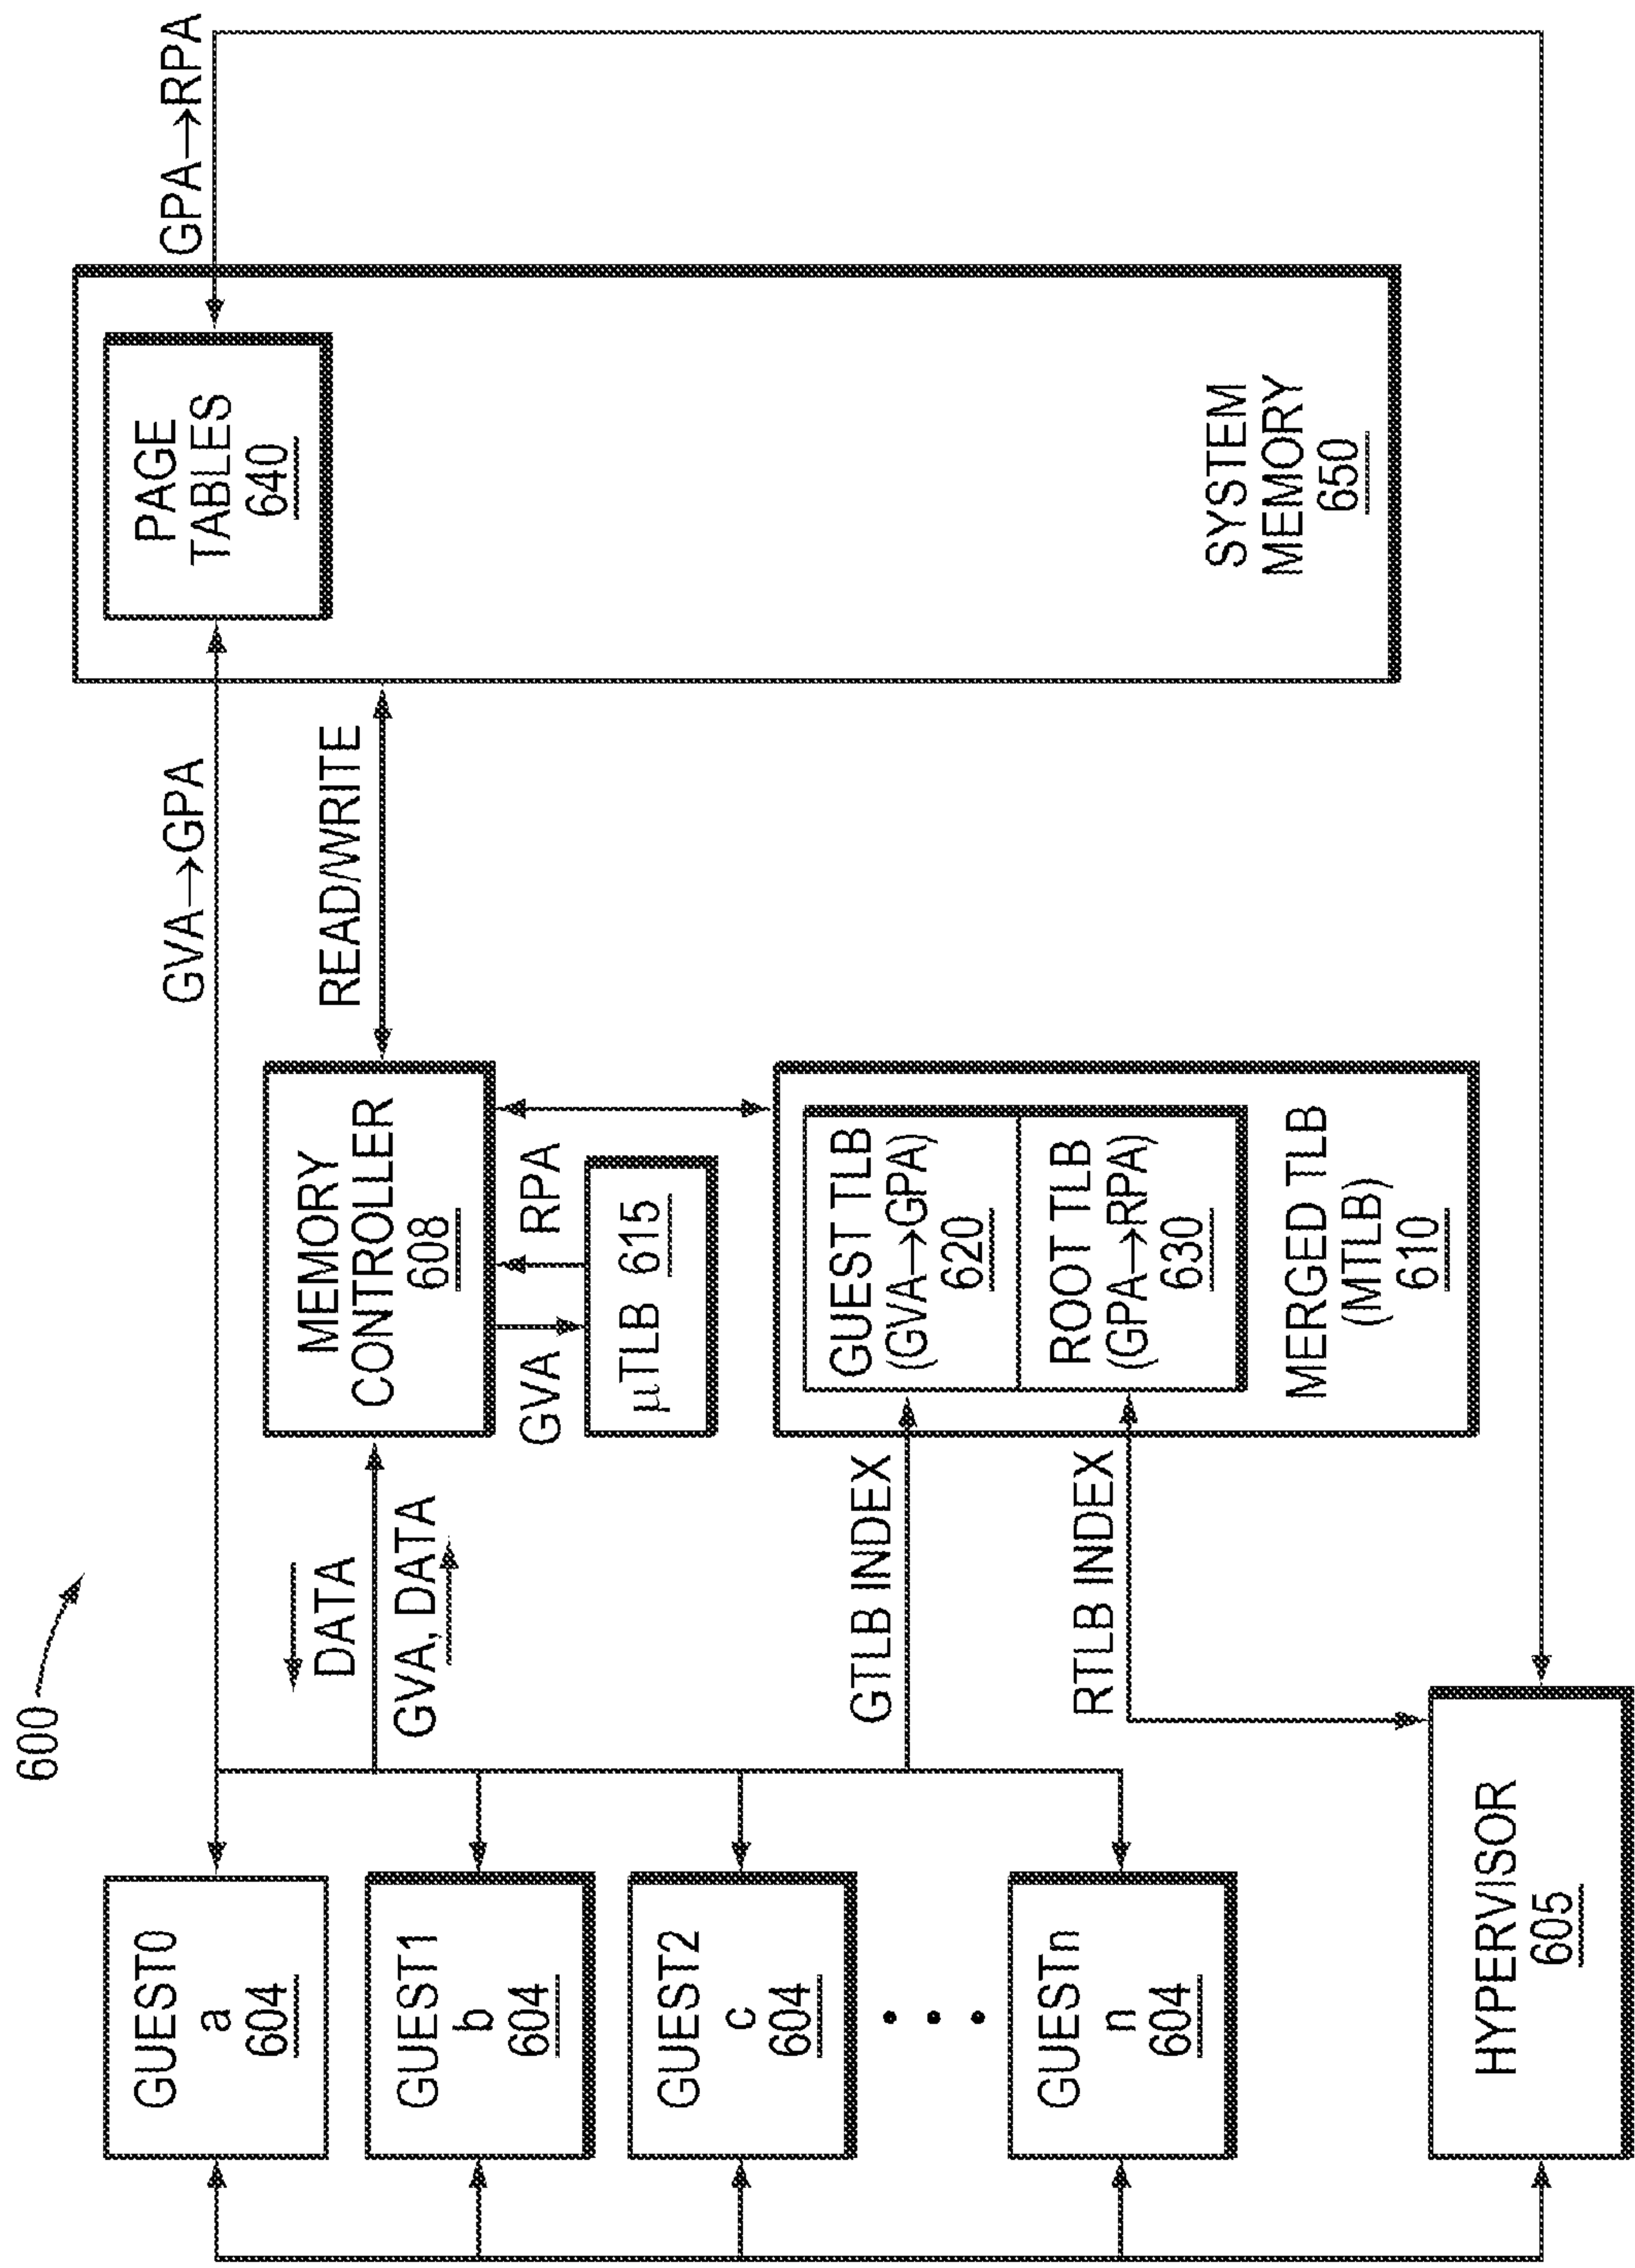 600
GUEST0
a
604
GUEST1
b
604
GUEST2
c
604
• • •
GUESTn
n
604
HYPERVISOR
605
DATA
GVA, DATA
GTLB INDEX
RTLB INDEX
MEMORY
CONTROLLER
608
GVA
RPA
µTLB 615
GUEST TLB
(GVA→GPA)
620
ROOT TLB
(GPA→RPA)
630
MERGED TLB
(MTLB)
610
GVA→GPA
READ/WRITE
PAGE
TABLES
640
SYSTEM
MEMORY
650
GPA→RPA